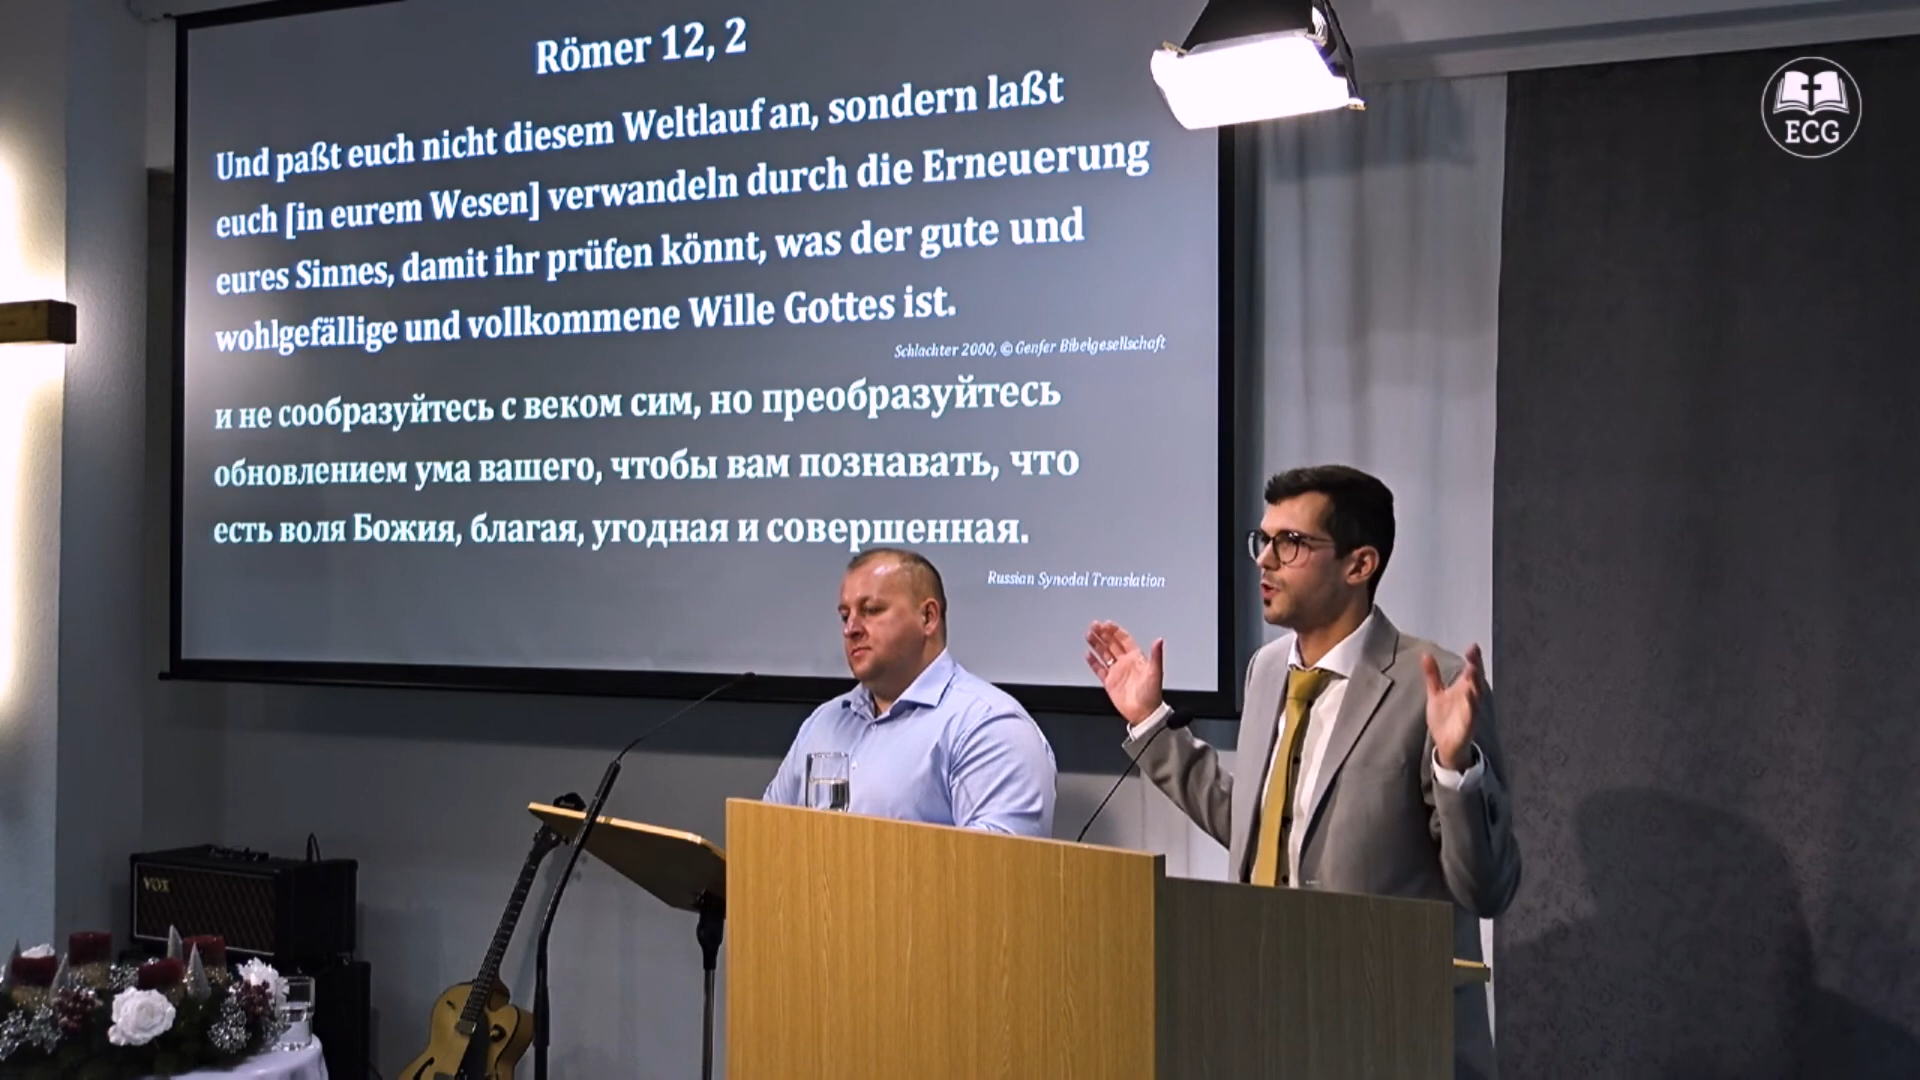 Römer 12, 2
Und paßt euch nicht diesem Weltlauf an, sondern laßt
euch [in eurem Wesen] verwandeln durch die Erneuerung
eures Sinnes, damit ihr prüfen könnt, was der gute und
wohlgefällige und vollkommene Wille Gottes ist.
Schlachter 2000, © Genfer Bibelgesellschaft
и не сообразуйтесь с веком сим, но преобразуйтесь
обновлением ума вашего, чтобы вам познавать, что
есть воля Божия, благая, угодная и совершенная.
Russian Synodal Translation
ECG
VOX